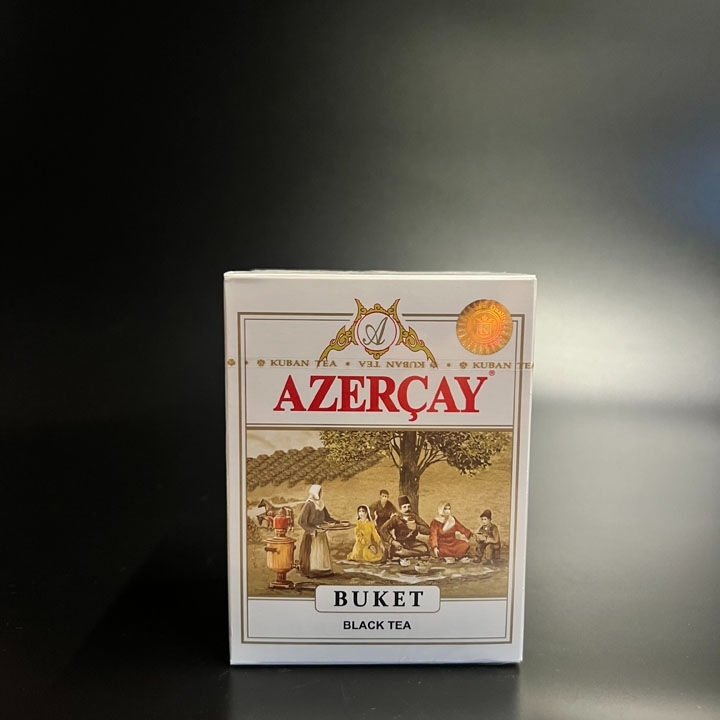 A
KUBAN TEA • KUBAN TEA • KUBAN TEA
AZERÇAY®
BUKET
BLACK TEA